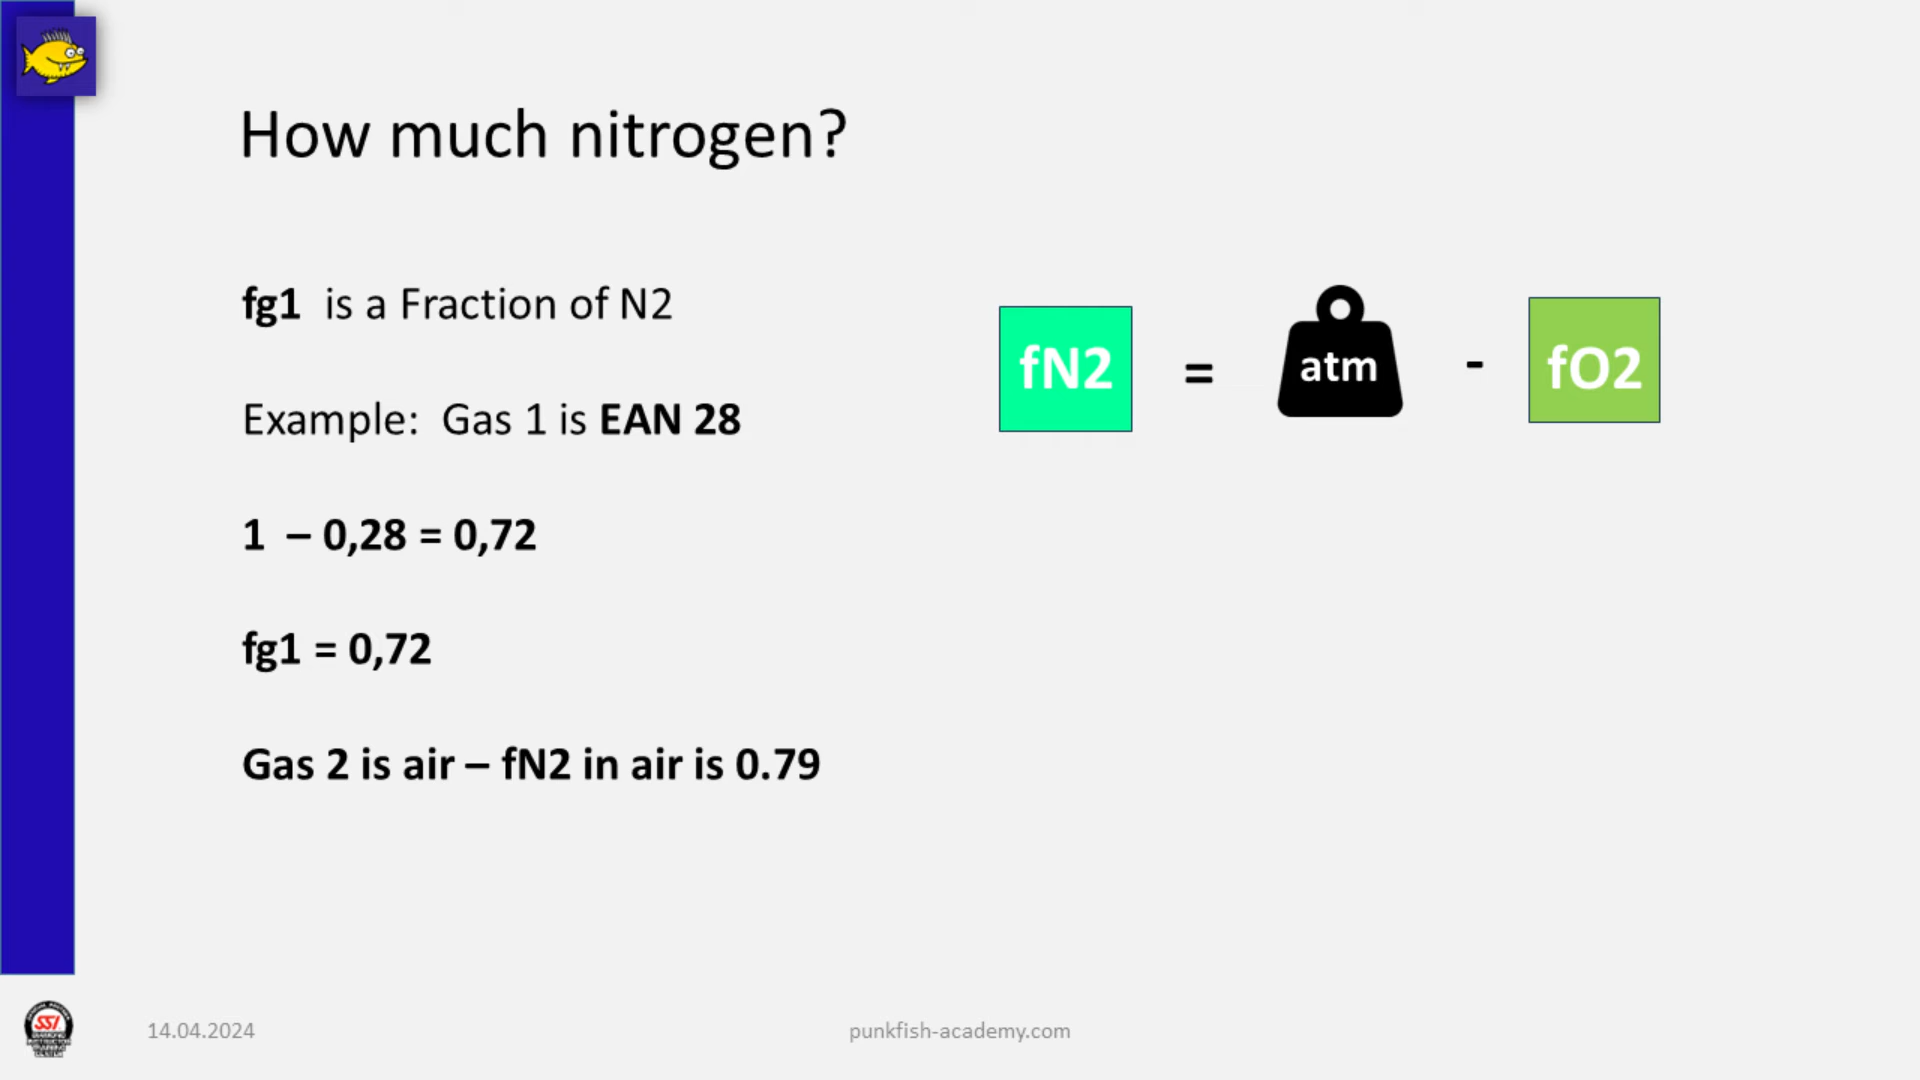 How much nitrogen?
fg1 is a Fraction of N2
Example: Gas 1 is EAN 28
1 – 0,28 = 0,72
fg1 = 0,72
Gas 2 is air – fN2 in air is 0.79
fN2 = atm - fO2
SSI
14.04.2024
punkfish-academy.com